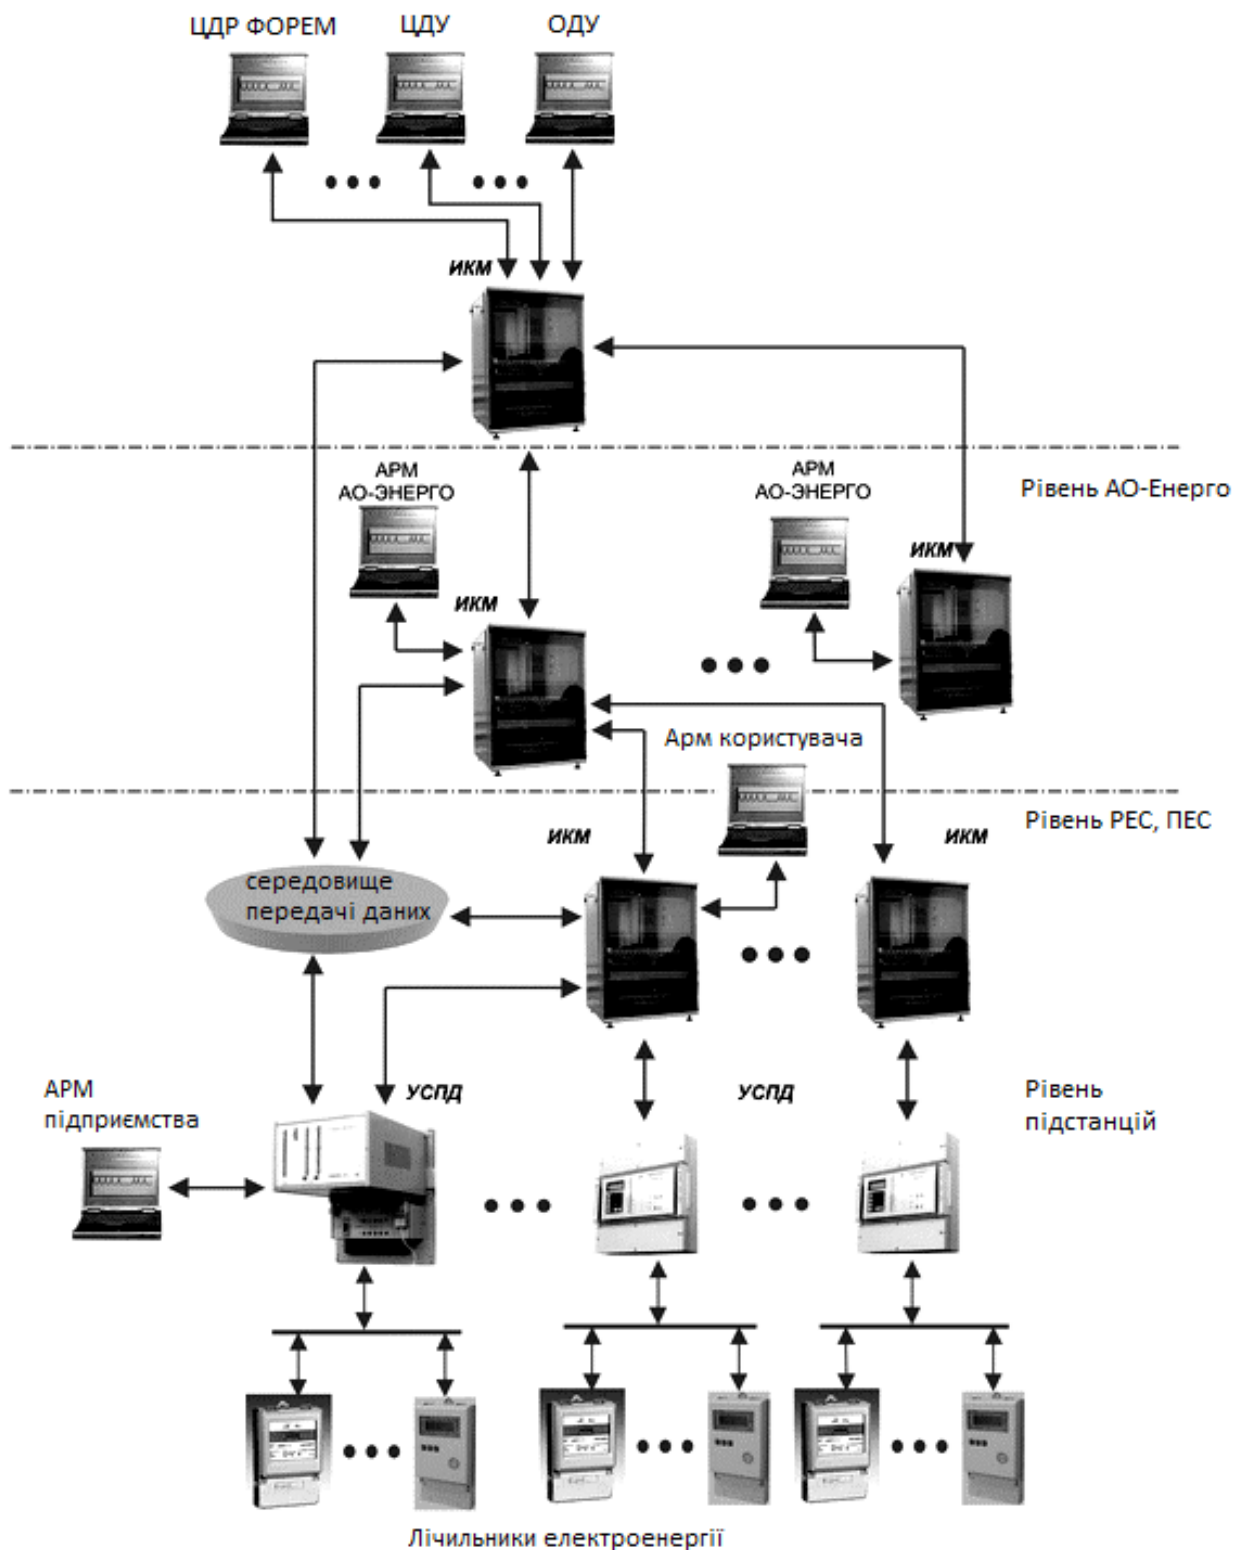 ЦДР ФОРЕМ
ЦДУ
ОДУ
ИКМ
АРМ
АО-ЭНЕРГО
АРМ
АО-ЭНЕРГО
Рівень АО-Енерго
ИКМ
ИКМ
Арм користувача
Рівень РЕС, ПЕС
ИКМ
ИКМ
середовище
передачі даних
АРМ
підприємства
УСПД
УСПД
Рівень
підстанцій
Лічильники електроенергії